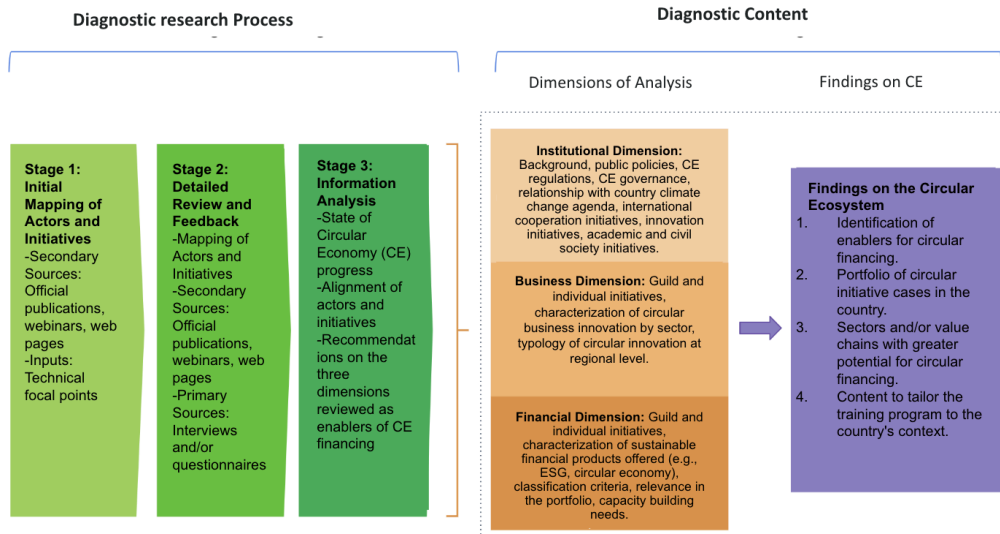 Diagnostic research Process
Diagnostic Content
Dimensions of Analysis
Findings on CE
Stage 1:
Initial
Mapping of
Actors and
Initiatives
-Secondary
Sources:
Official
publications,
webinars, web
pages
-Inputs:
Technical
focal points
Stage 2:
Detailed
Review and
Feedback
-Mapping of
Actors and
Initiatives
-Secondary
Sources:
Official
publications,
webinars, web
pages
-Primary
Sources:
Interviews
and/or
questionnaires
Stage 3:
Information
Analysis
-State of
Circular
Economy (CE)
progress
-Alignment of
actors and
initiatives
-Recommendat
ions on the
three
dimensions
reviewed as
enablers of CE
financing
Institutional Dimension:
Background, public policies, CE
regulations, CE governance,
relationship with country climate
change agenda, international
cooperation initiatives, innovation
initiatives, academic and civil
society initiatives.
Business Dimension: Guild and
individual initiatives,
characterization of circular
business innovation by sector,
typology of circular innovation at
regional level.
Financial Dimension: Guild and
individual initiatives,
characterization of sustainable
financial products offered (e.g.,
ESG, circular economy),
classification criteria, relevance in
the portfolio, capacity building
needs.
Findings on the Circular
Ecosystem
1. Identification of
enablers for circular
financing.
2. Portfolio of circular
initiative cases in the
country.
3. Sectors and/or value
chains with greater
potential for circular
financing.
4. Content to tailor the
training program to the
country's context.